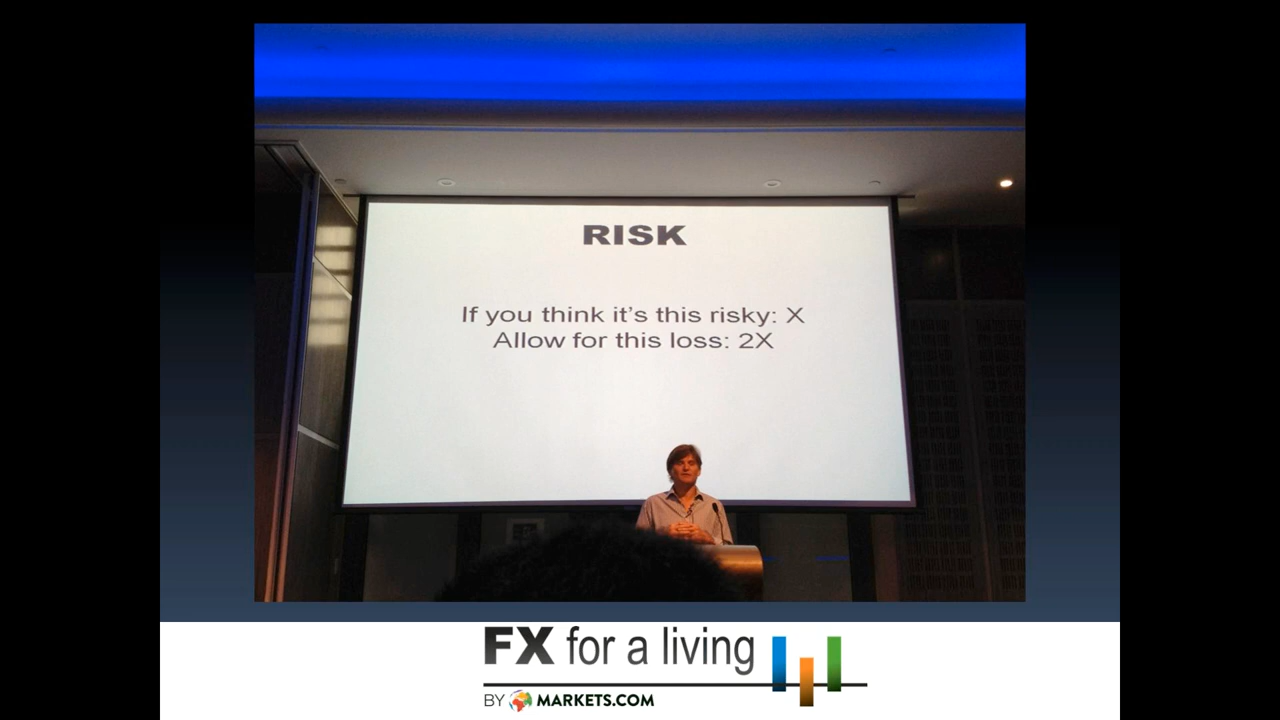 RISK
If you think it's this risky: X
Allow for this loss: 2X
FX for a living
BY MARKETS.COM